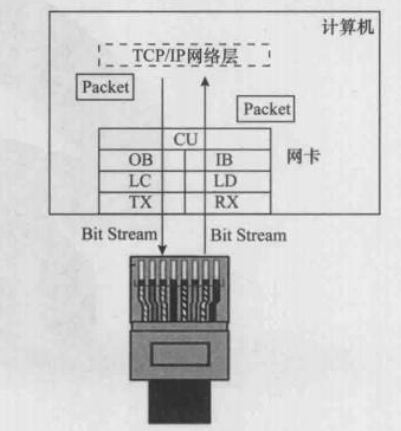 计算机
TCP/IP网络层
Packet
Packet
CU
网卡
OB IB
LC LD
TX RX
Bit Stream Bit Stream